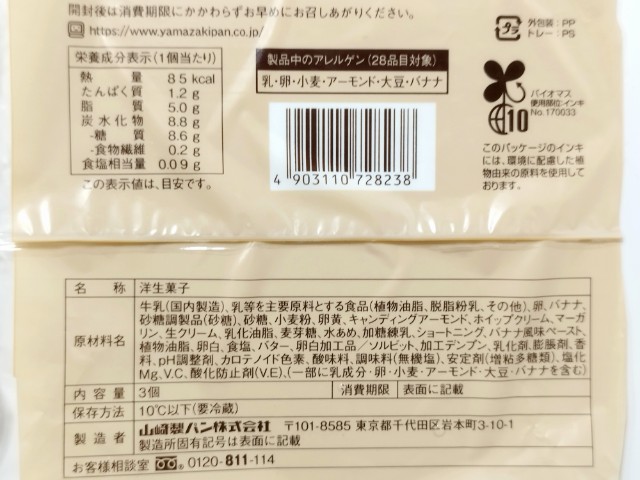 開封後は消費期限にかかわらずお早めにお召しあがりください。
https://www.yamazakipan.co.jp/
栄養成分表示(1個当たり)
熱量 85 kcal
たんぱく質 1.2 g
脂質 5.0 g
炭水化物 8.8 g
-糖質 8.6 g
-食物繊維 0.2 g
食塩相当量 0.09 g
この表示値は、目安です。
製品中のアレルゲン(28品目対象)
乳・卵・小麦・アーモンド・大豆・バナナ
4 903110 728238
プラ
外包装:PP
トレー:PS
バイオマス
使用部位:インキ
No.170033
10
このパッケージのインキ
には、環境に配慮した植
物由来の原料を使用して
おります。
名称 洋生菓子
原材料名
牛乳(国内製造)、乳等を主要原料とする食品(植物油脂、脱脂粉乳、その他)、卵、バナナ、
砂糖調製品(砂糖)、砂糖、小麦粉、卵黄、キャンディングアーモンド、ホイップクリーム、マーガ
リン、生クリーム、乳化油脂、麦芽糖、水あめ、加糖練乳、ショートニング、バナナ風味ペースト、
植物油脂、卵白、食塩、バター、卵白加工品/ソルビット、加工デンプン、乳化剤、膨脹剤、香
料、pH調整剤、カロテノイド色素、酸味料、調味料(無機塩)、安定剤(増粘多糖類)、塩化
Mg、V.C、酸化防止剤(V.E)、(一部に乳成分・卵・小麦・アーモンド・大豆・バナナを含む)
内容量 3個 消費期限 表面に記載
保存方法 10℃以下(要冷蔵)
製造者 山崎製パン株式会社 〒101-8585 東京都千代田区岩本町3-10-1
製造所固有記号は表面に記載
お客様相談室 0120-811-114